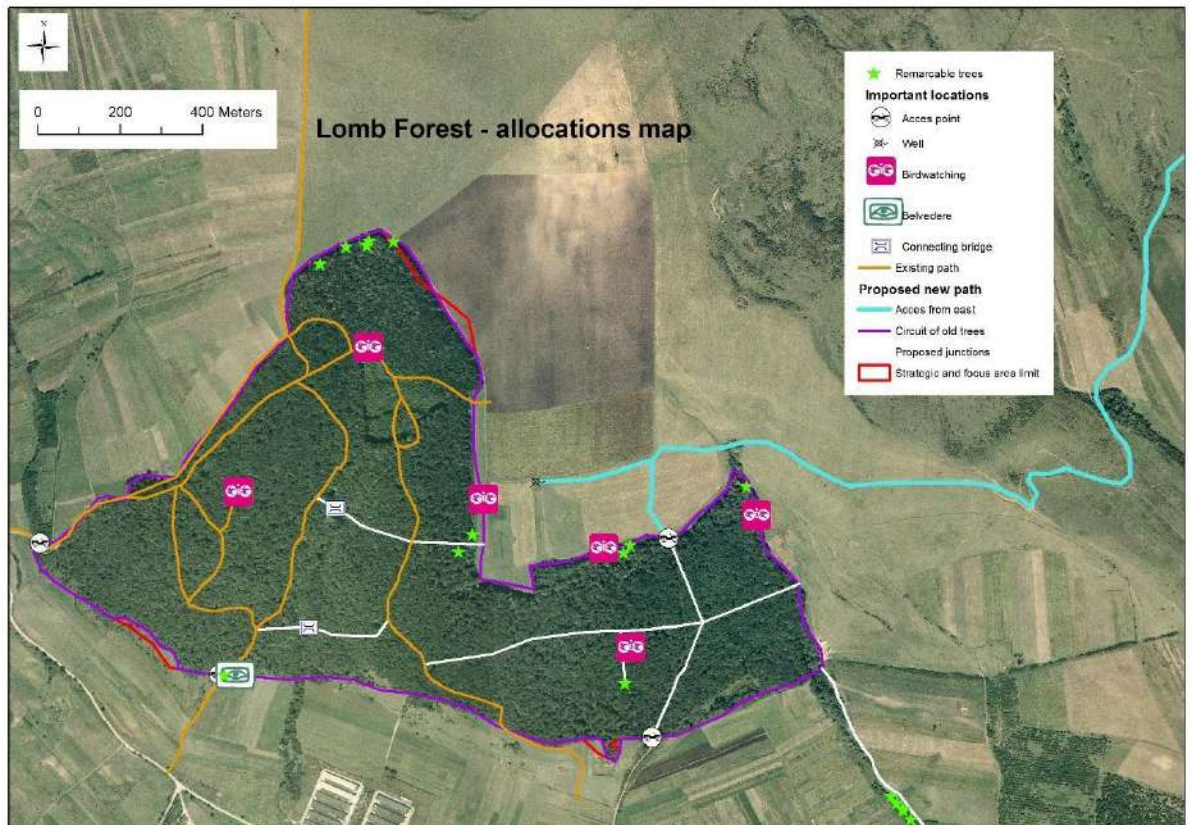 N
0 200 400 Meters
Lomb Forest - allocations map
Remarcable trees
Important locations
Acces point
Well
Birdwatching
Belvedere
Connecting bridge
Existing path
Proposed new path
Acces from east
Circuit of old trees
Proposed junctions
Strategic and focus area limit